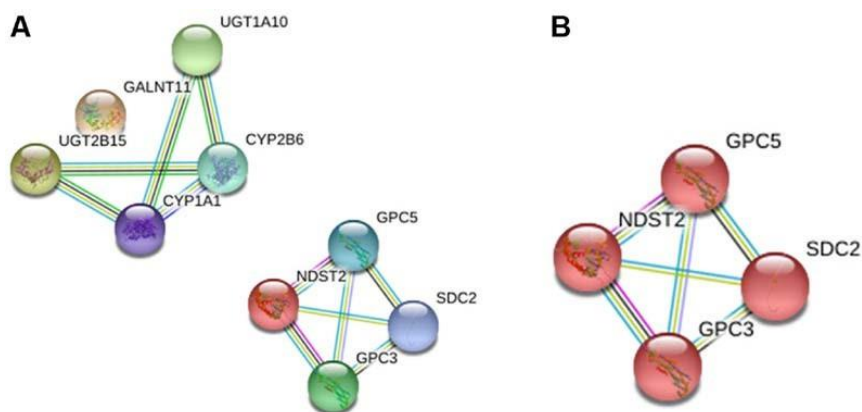 A
UGT1A10
GALNT11
UGT2B15
CYP2B6
CYP1A1
GPC5
NDST2
SDC2
GPC3
B
GPC5
NDST2
SDC2
GPC3